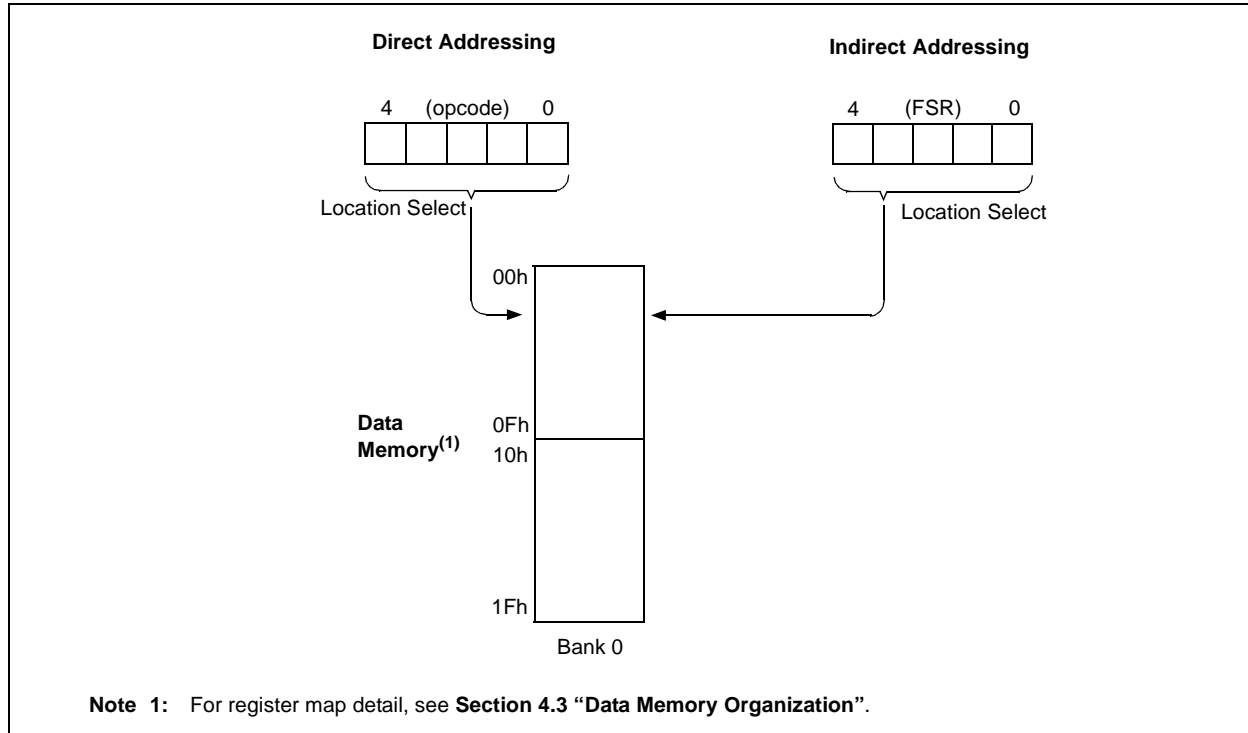 Direct Addressing
Indirect Addressing
4 (opcode) 0
4 (FSR) 0
Location Select
Location Select
00h
Data
Memory(1)
0Fh
10h
1Fh
Bank 0
Note 1: For register map detail, see Section 4.3 “Data Memory Organization”.